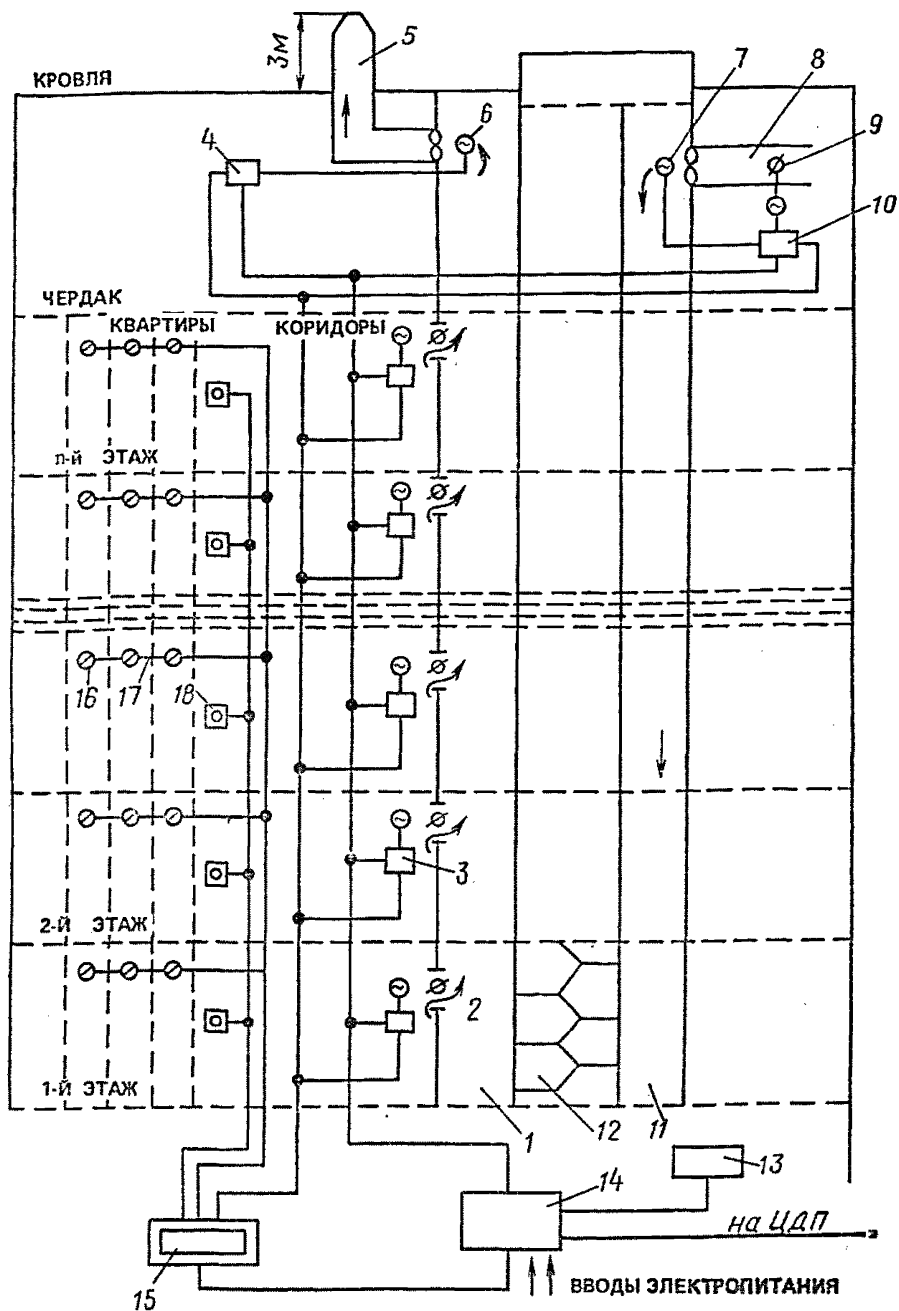 3м
5
7
8
КРОВЛЯ
6
9
4
10
ЧЕРДАК
КВАРТИРЫ
КОРИДОРЫ
п-й ЭТАЖ
16
17
18
3
2-Й ЭТАЖ
2
1-Й ЭТАЖ
1
12
11
13
14
на ЦДП
15
ВВОДЫ ЭЛЕКТРОПИТАНИЯ